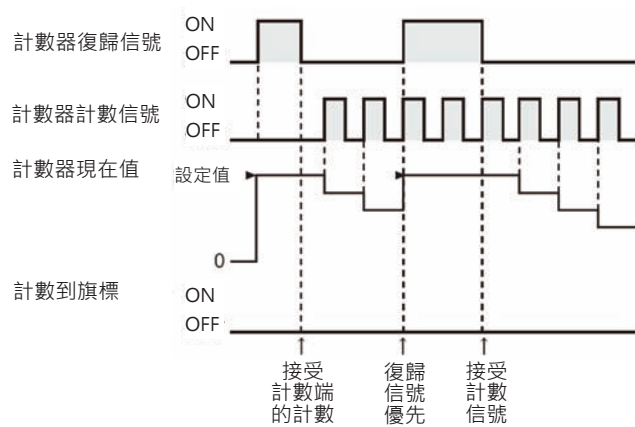 計數器復歸信號
ON
OFF
計數器計數信號
ON
OFF
計數器現在值
設定值
0
計數到旗標
ON
OFF
↑ ↑ ↑
接受 復歸 接受
計數端 信號 計數
的計數 優先 信號